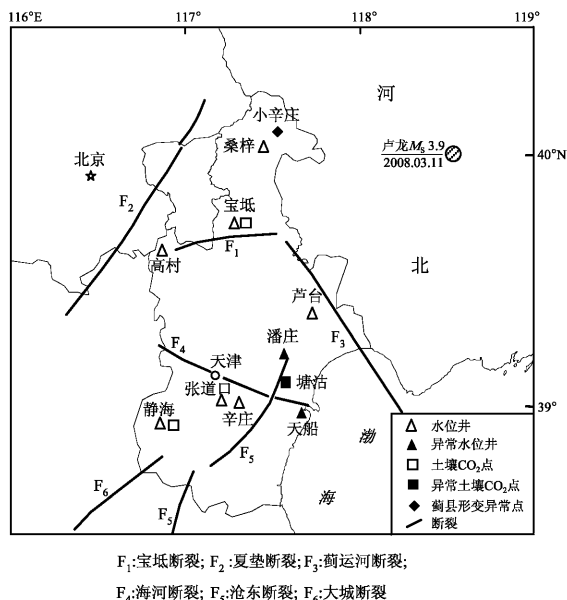 116°E 117° 118° 119°
小辛庄
河
桑梓
卢龙Ms 3.9
2008.03.11
40°N
北京
F2
宝坻
F1
高村
北
芦台
F3
潘庄
F4
天津
塘沽
张道口
静海
辛庄
天船
39°
渤
F5
海
F6
F5
水位井
异常水位井
土壤CO2点
异常土壤CO2点
蓟县形变异常点
断裂
F1:宝坻断裂; F2:夏垫断裂; F3:蓟运河断裂;
F4:海河断裂; F5:沧东断裂; F6:大城断裂